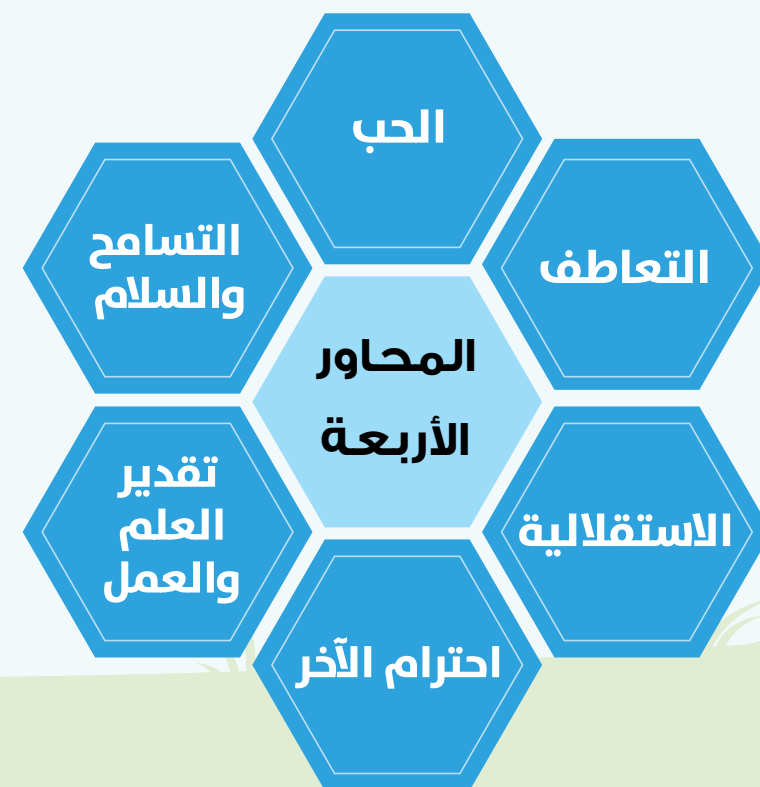 الحب
التعاطف
التسامح
والسلام
المحاور
الأربعة
الاستقلالية
تقدير
العلم
والعمل
احترام الآخر